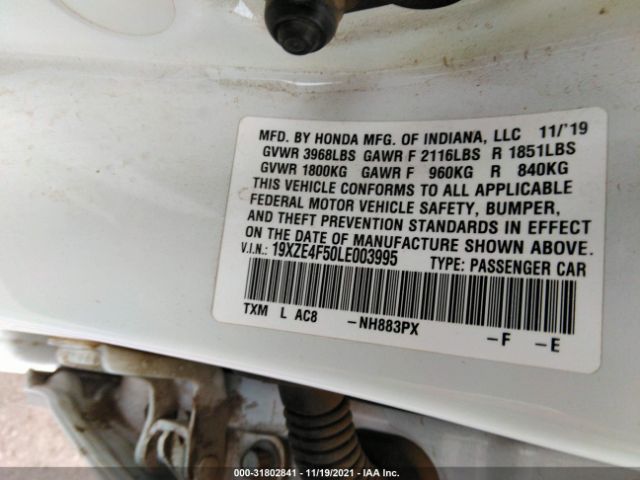 MFD. BY HONDA MFG. OF INDIANA, LLC 11/'19
GVWR 3968LBS GAWR F 2116LBS R 1851LBS
GVWR 1800KG GAWR F 960KG R 840KG
THIS VEHICLE CONFORMS TO ALL APPLICABLE
FEDERAL MOTOR VEHICLE SAFETY, BUMPER,
AND THEFT PREVENTION STANDARDS IN EFFECT
ON THE DATE OF MANUFACTURE SHOWN ABOVE.
V.I.N.: 19XZE4F50LE003995 TYPE: PASSENGER CAR
TXM L AC8 -NH883PX -F -E
000-31802841 - 11/19/2021 - IAA Inc.